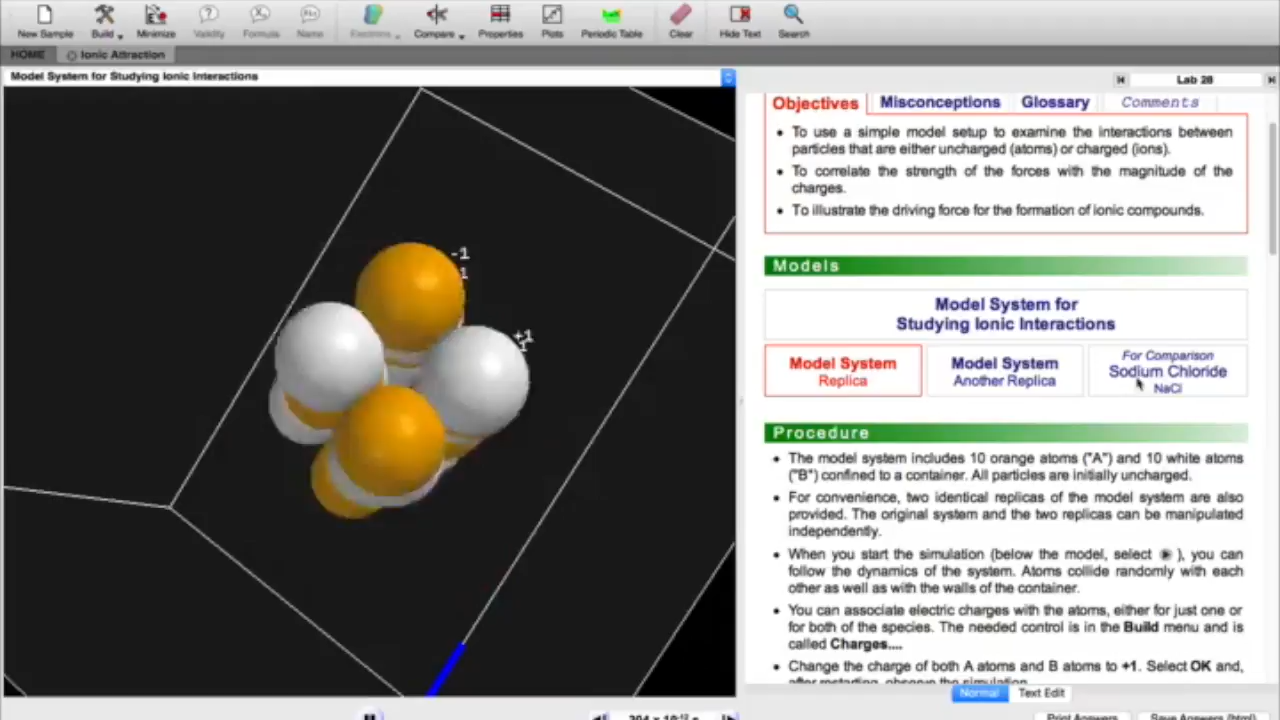 New Sample Build Minimize Validity Formula Name Electrons Compare Properties Plots Periodic Table Clear Hide Text Search
HOME Ionic Attraction
Model System for Studying Ionic Interactions
-1
1
+1
1
Lab 28
Objectives Misconceptions Glossary Comments
• To use a simple model setup to examine the interactions between
particles that are either uncharged (atoms) or charged (ions).
• To correlate the strength of the forces with the magnitude of the
charges.
• To illustrate the driving force for the formation of ionic compounds.
Models
Model System for
Studying Ionic Interactions
Model System
Replica
Model System
Another Replica
For Comparison
Sodium Chloride
NaCl
Procedure
• The model system includes 10 orange atoms ("A") and 10 white atoms
("B") confined to a container. All particles are initially uncharged.
• For convenience, two identical replicas of the model system are also
provided. The original system and the two replicas can be manipulated
independently.
• When you start the simulation (below the model, select ), you can
follow the dynamics of the system. Atoms collide randomly with each
other as well as with the walls of the container.
• You can associate electric charges with the atoms, either for just one or
for both of the species. The needed control is in the Build menu and is
called Charges....
• Change the charge of both A atoms and B atoms to +1. Select OK and,
after restarting, observe the simulation.
Normal Text Edit
Print Answers Save Answers (html)